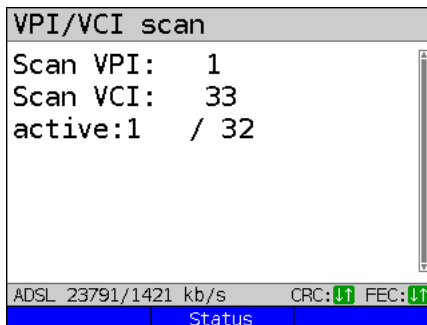 VPI/VCI scan
Scan VPI: 1
Scan VCI: 33
active:1 / 32
ADSL 23791/1421 kb/s CRC:↓↑ FEC:↓↑
Status